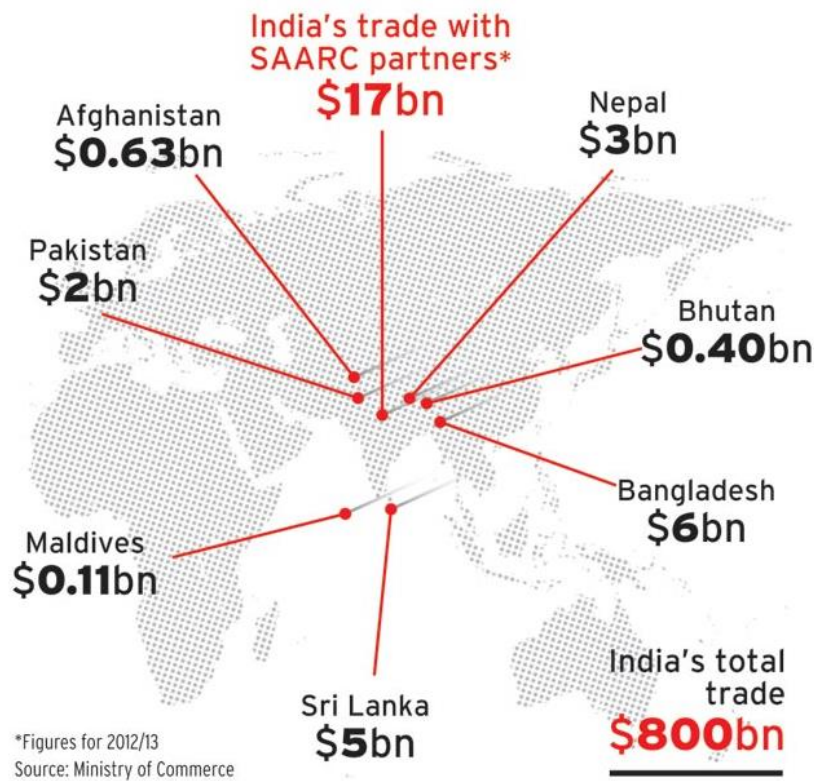 India's trade with
SAARC partners*
$17bn
Afghanistan
$0.63bn
Nepal
$3bn
Pakistan
$2bn
Bhutan
$0.40bn
Bangladesh
$6bn
Maldives
$0.11bn
Sri Lanka
$5bn
India's total
trade
$800bn
*Figures for 2012/13
Source: Ministry of Commerce